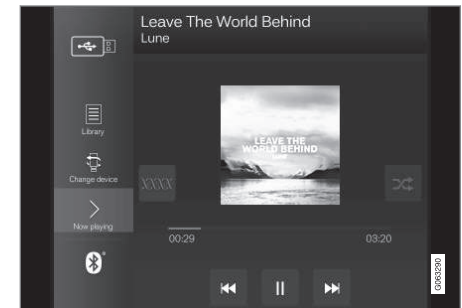 Leave The World Behind
Lune
Library
Change device
Now playing
XXXX
LEAVE THE
WORLD BEHIND
LUNE
00:29
03:20
G063290